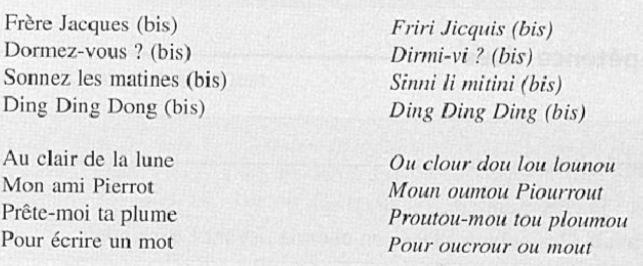 Frère Jacques (bis)
Dormez-vous ? (bis)
Sonnez les matines (bis)
Ding Ding Dong (bis)
Au clair de la lune
Mon ami Pierrot
Prête-moi ta plume
Pour écrire un mot
Friri Jicquis (bis)
Dirmi-vi ? (bis)
Sinni li mitini (bis)
Ding Ding Ding (bis)
Ou clour dou lou lounou
Moun oumou Piourrout
Proutou-mou tou ploumou
Pour oucrour ou mout